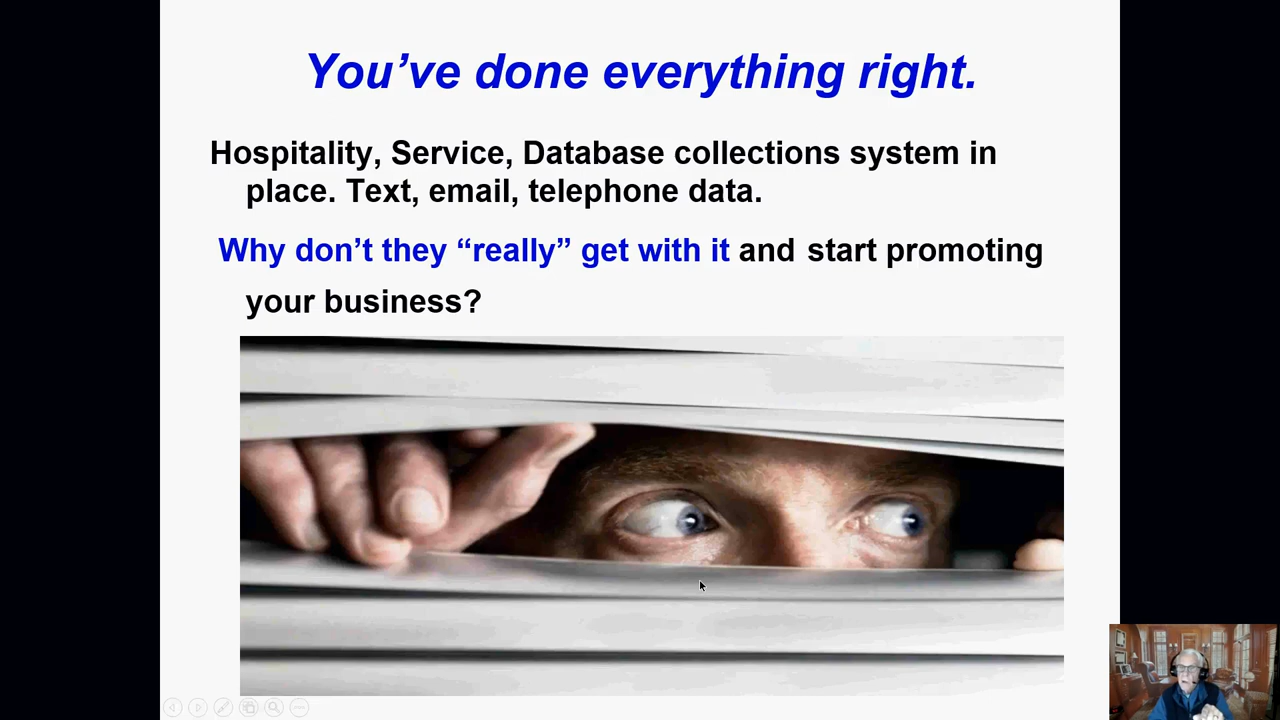 You’ve done everything right.
Hospitality, Service, Database collections system in
place. Text, email, telephone data.
Why don’t they “really” get with it and start promoting
your business?